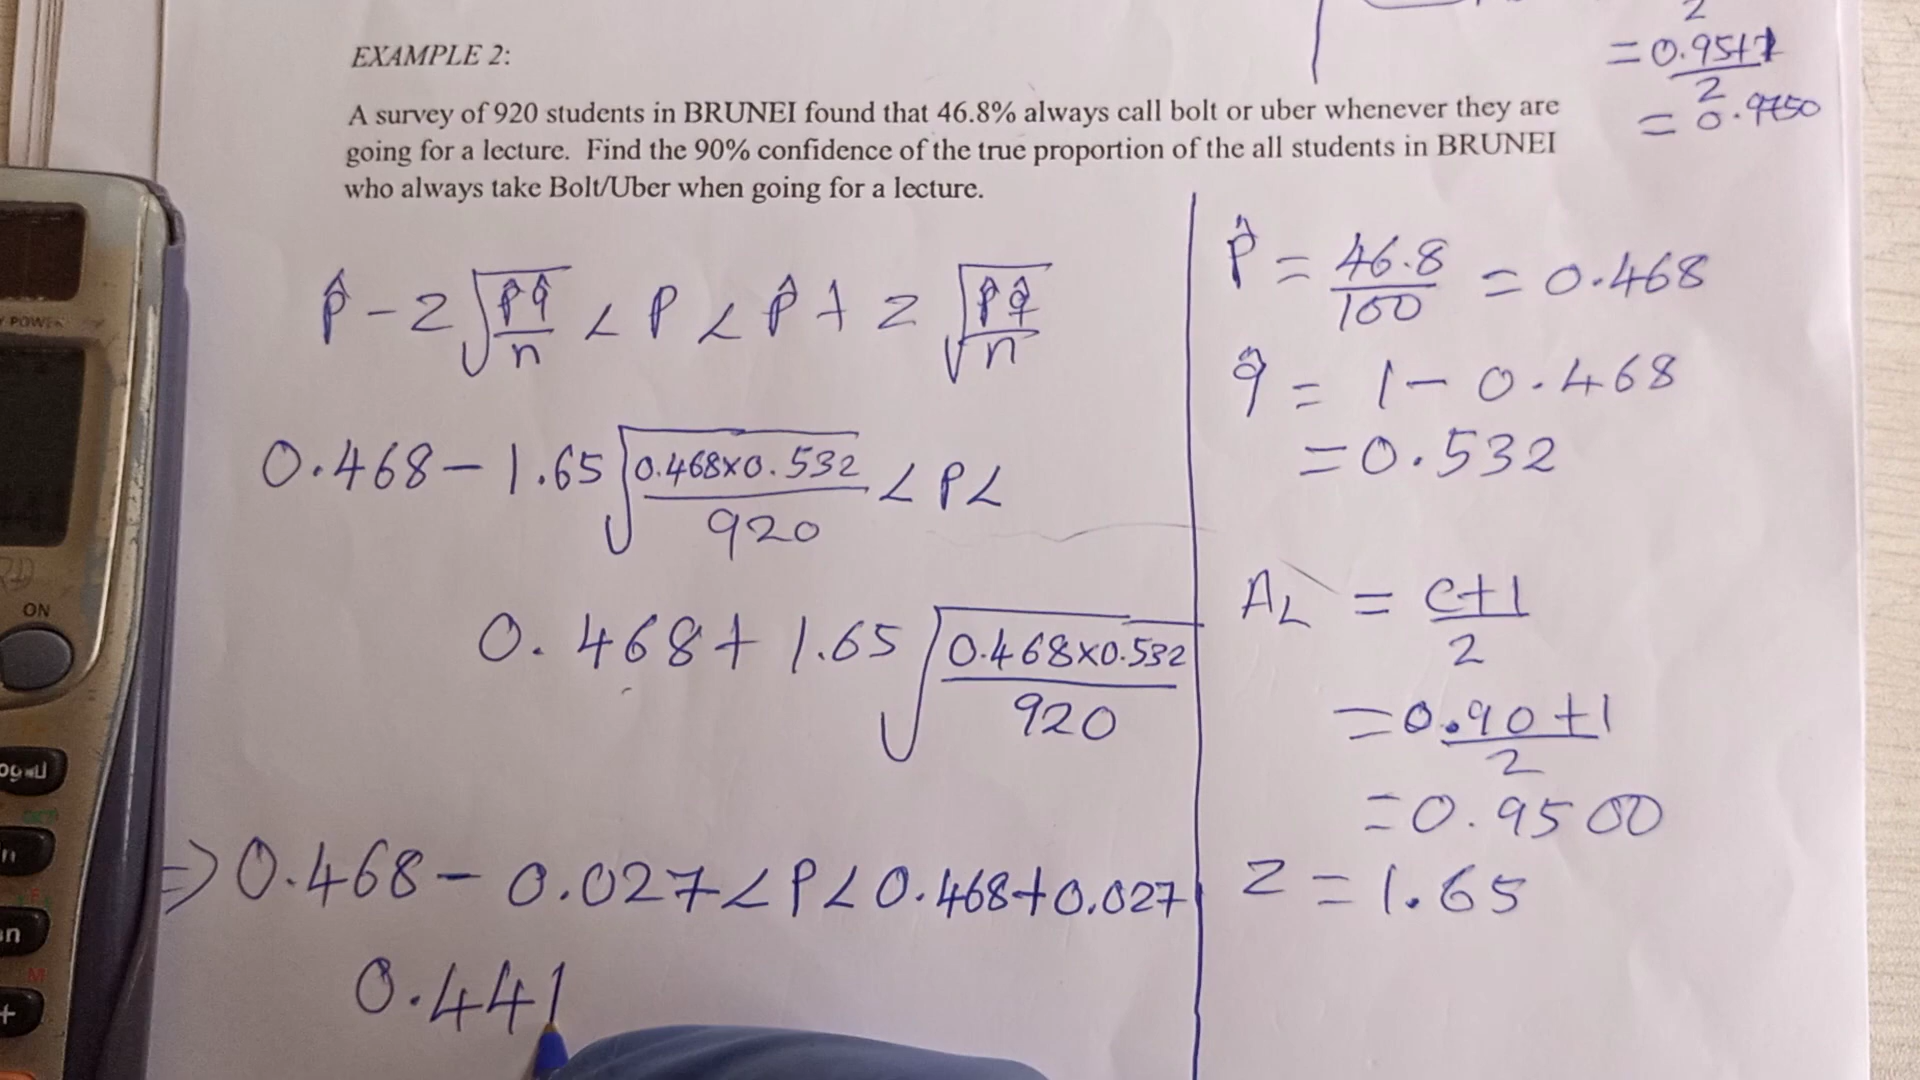 2
= 0.95+1
2
= 0.9750
EXAMPLE 2:
A survey of 920 students in BRUNEI found that 46.8% always call bolt or uber whenever they are
going for a lecture. Find the 90% confidence of the true proportion of the all students in BRUNEI
who always take Bolt/Uber when going for a lecture.
p̂ - z √(p̂q̂/n) < P < p̂ + z √(p̂q̂/n)
0.468 - 1.65 √(0.468×0.532/920) < P <
0.468 + 1.65 √(0.468×0.532/920)
⇒ 0.468 - 0.027 < P < 0.468 + 0.027
0.441
p̂ = 46.8/100 = 0.468
q̂ = 1 - 0.468
= 0.532
AL = c+1
2
= 0.90+1
2
= 0.9500
z = 1.65
ON
+